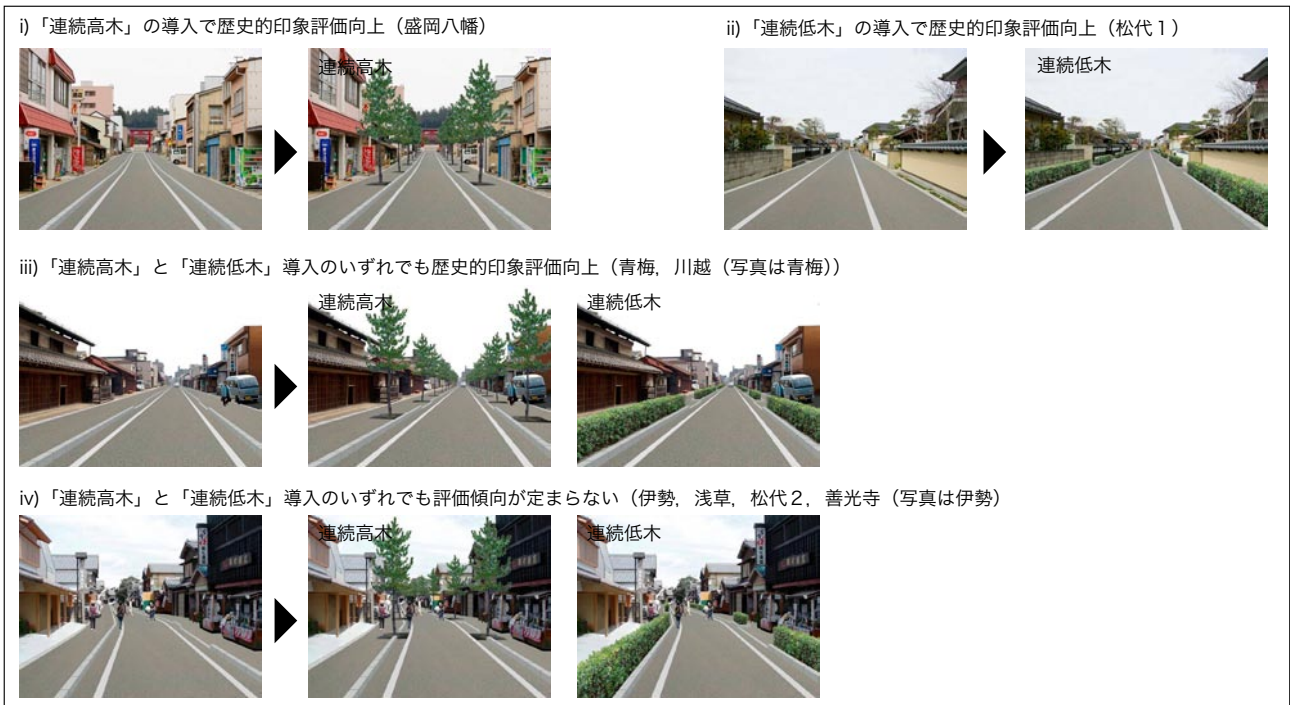 i)「連続高木」の導入で歴史的印象評価向上（盛岡八幡）
ii)「連続低木」の導入で歴史的印象評価向上（松代１）
連続高木
連続低木
iii)「連続高木」と「連続低木」導入のいずれでも歴史的印象評価向上（青梅，川越（写真は青梅））
連続高木
連続低木
iv)「連続高木」と「連続低木」導入のいずれでも評価傾向が定まらない（伊勢，浅草，松代２，善光寺（写真は伊勢）
連続高木
連続低木